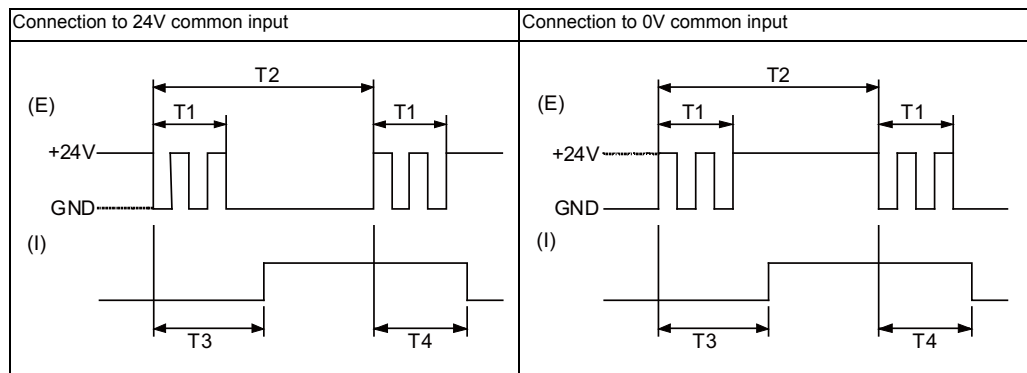 Connection to 24V common input
T2
(E)
T1
T1
+24V
GND
(I)
T3
T4
Connection to 0V common input
T2
(E)
T1
T1
+24V
GND
(I)
T3
T4